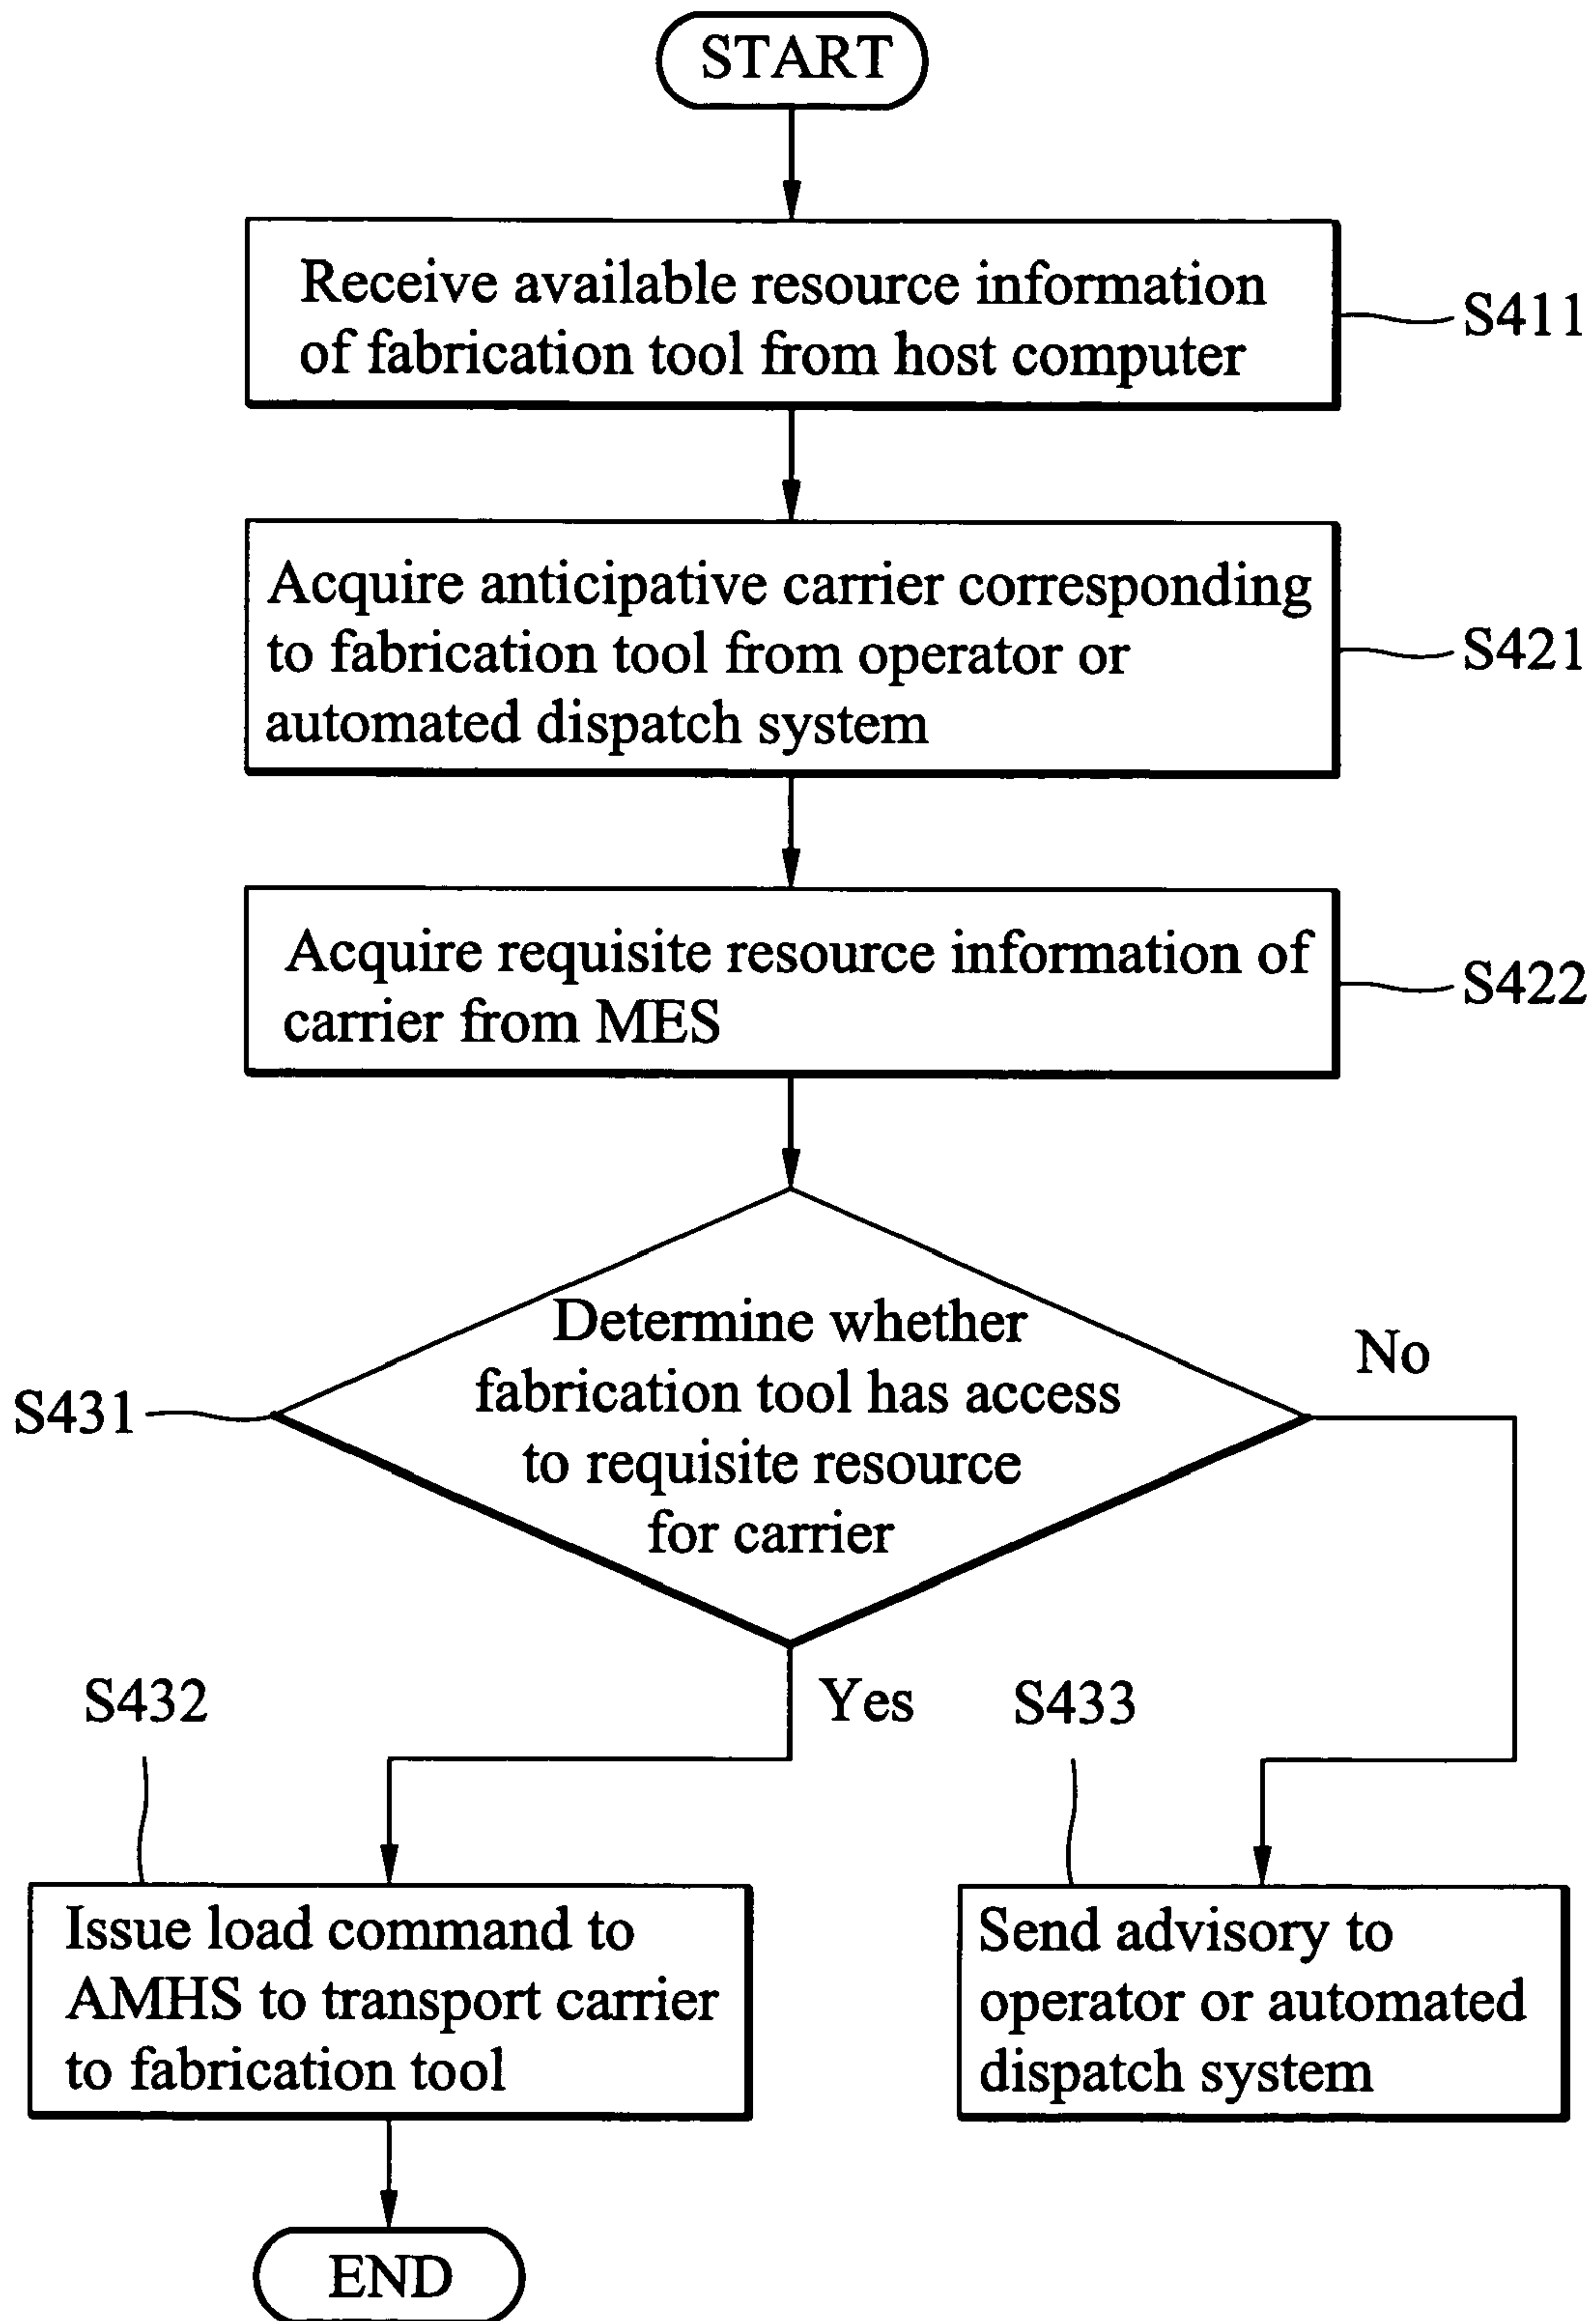 START
Receive available resource information
of fabrication tool from host computer
S411
Acquire anticipative carrier corresponding
to fabrication tool from operator or
automated dispatch system
S421
Acquire requisite resource information of
carrier from MES
S422
Determine whether
fabrication tool has access
to requisite resource
for carrier
S431
No
Yes
S432
S433
Issue load command to
AMHS to transport carrier
to fabrication tool
Send advisory to
operator or automated
dispatch system
END